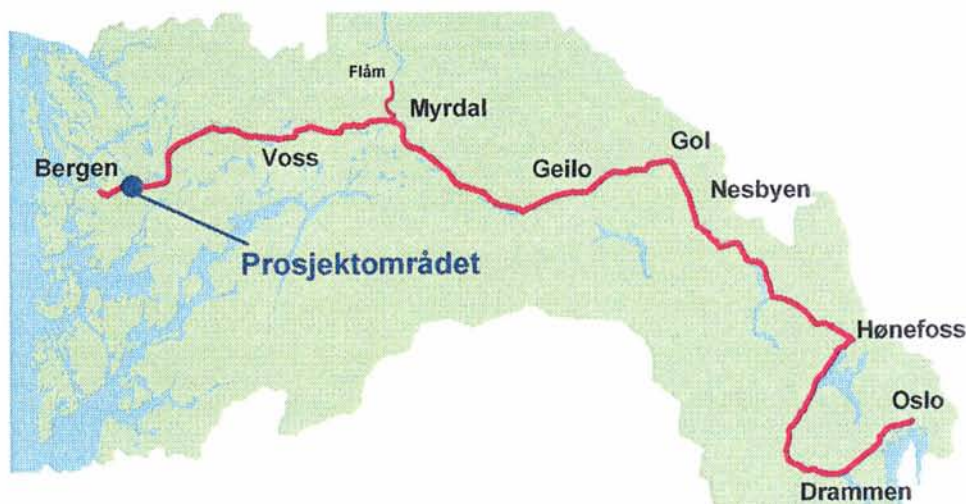 Flåm
Myrdal
Gol
Bergen
Voss
Geilo
Nesbyen
Prosjektområdet
Hønefoss
Oslo
Drammen